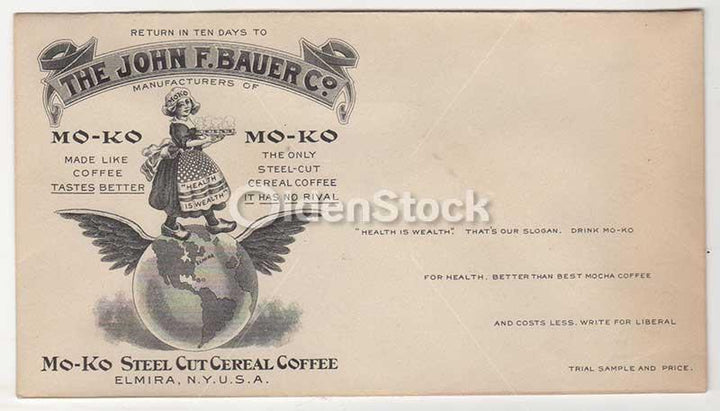 RETURN IN TEN DAYS TO
THE JOHN F. BAUER CO.
MANUFACTURERS OF
MO-KO
MO-KO
MADE LIKE
COFFEE
TASTES BETTER
MO-KO
THE ONLY
STEEL-CUT
CEREAL COFFEE
IT HAS NO RIVAL
"HEALTH
IS WEALTH"
OldenStock
"HEALTH IS WEALTH". THAT'S OUR SLOGAN. DRINK MO-KO
FOR HEALTH. BETTER THAN BEST MOCHA COFFEE
AND COSTS LESS. WRITE FOR LIBERAL
TRIAL SAMPLE AND PRICE.
MO-KO STEEL CUT CEREAL COFFEE
ELMIRA, N.Y. U.S.A.